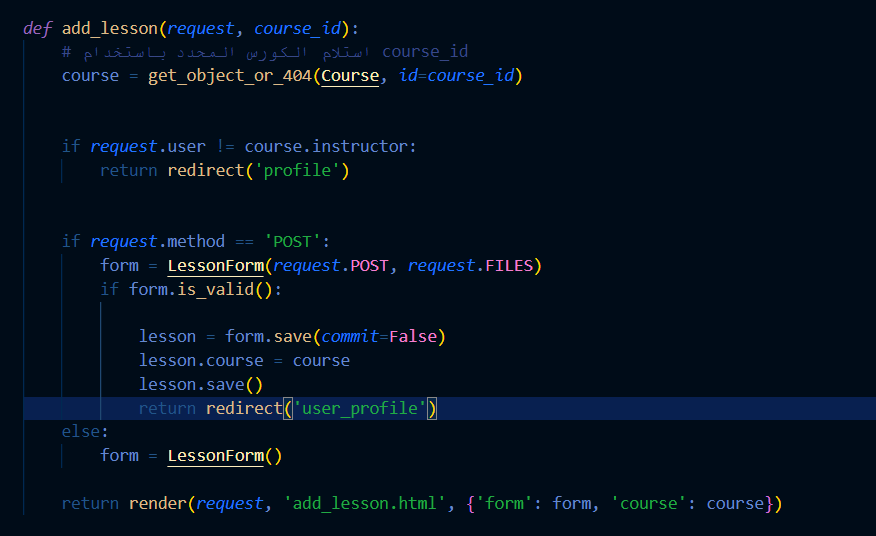 def add_lesson(request, course_id):
# استلام الكورس المحدد باستخدام course_id
course = get_object_or_404(Course, id=course_id)
if request.user != course.instructor:
return redirect('profile')
if request.method == 'POST':
form = LessonForm(request.POST, request.FILES)
if form.is_valid():
lesson = form.save(commit=False)
lesson.course = course
lesson.save()
return redirect('user_profile')
else:
form = LessonForm()
return render(request, 'add_lesson.html', {'form': form, 'course': course})